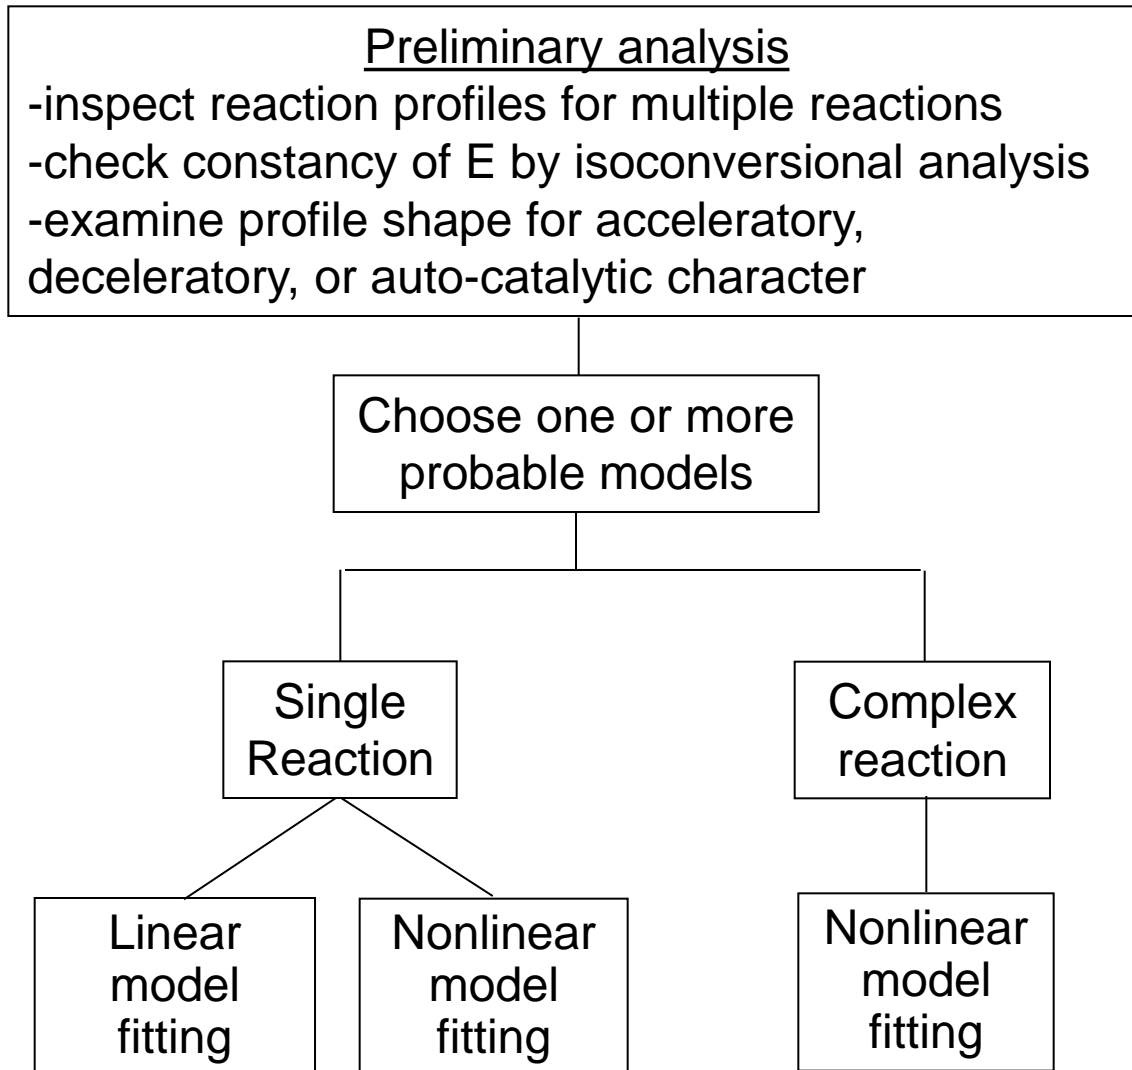 Preliminary analysis
-inspect reaction profiles for multiple reactions
-check constancy of E by isoconversional analysis
-examine profile shape for acceleratory,
deceleratory, or auto-catalytic character
Choose one or more
probable models
Single
Reaction
Complex
reaction
Linear
model
fitting
Nonlinear
model
fitting
Nonlinear
model
fitting